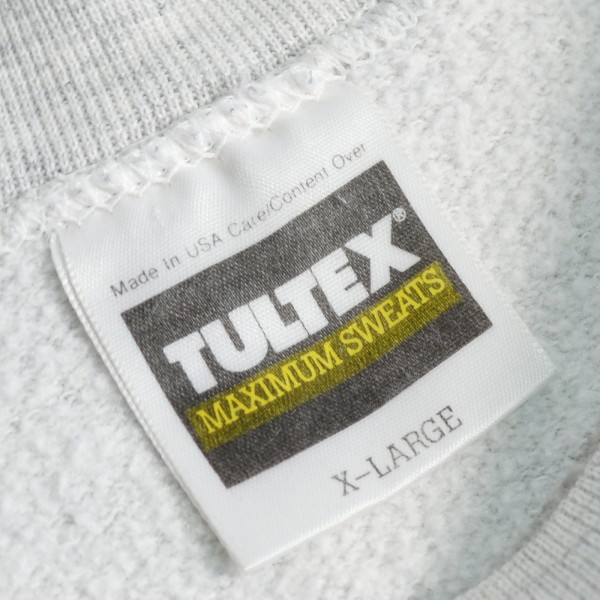 Made In USA Care/Content Over
TULTEX®
MAXIMUM SWEATS
X-LARGE